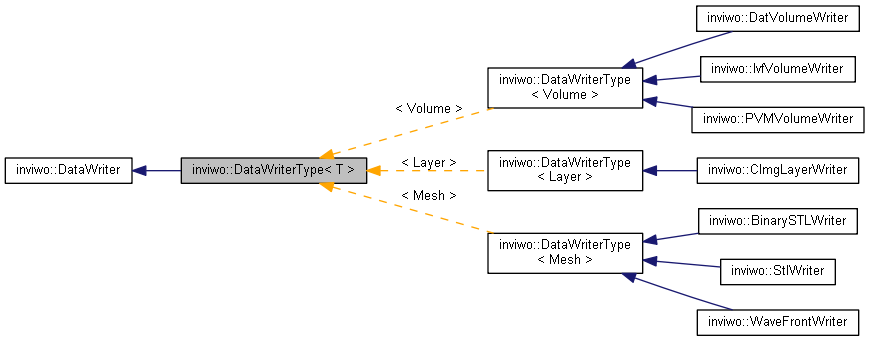 inviwo::DatVolumeWriter
inviwo::DataWriterType
< Volume >
inviwo::IvfVolumeWriter
< Volume >
inviwo::PVMVolumeWriter
inviwo::DataWriter
inviwo::DataWriterType< T >
< Layer >
inviwo::DataWriterType
< Layer >
inviwo::CImgLayerWriter
< Mesh >
inviwo::DataWriterType
< Mesh >
inviwo::BinarySTLWriter
inviwo::StlWriter
inviwo::WaveFrontWriter